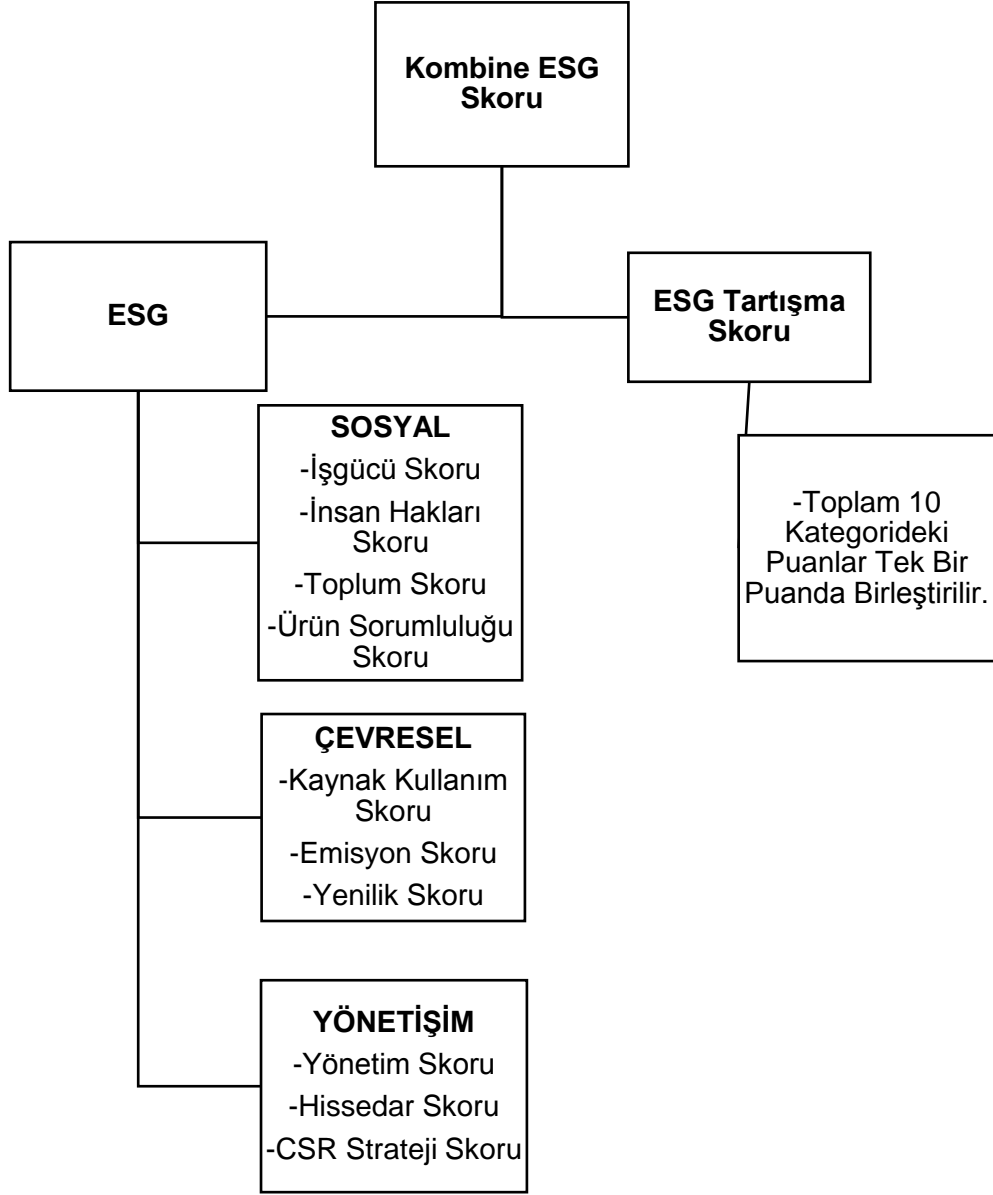 Kombine ESG
Skoru
ESG
ESG Tartışma
Skoru
SOSYAL
-İşgücü Skoru
-İnsan Hakları
Skoru
-Toplum Skoru
-Ürün Sorumluluğu
Skoru
-Toplam 10
Kategorideki
Puanlar Tek Bir
Puanda Birleştirilir.
ÇEVRESEL
-Kaynak Kullanım
Skoru
-Emisyon Skoru
-Yenilik Skoru
YÖNETİŞİM
-Yönetim Skoru
-Hissedar Skoru
-CSR Strateji Skoru